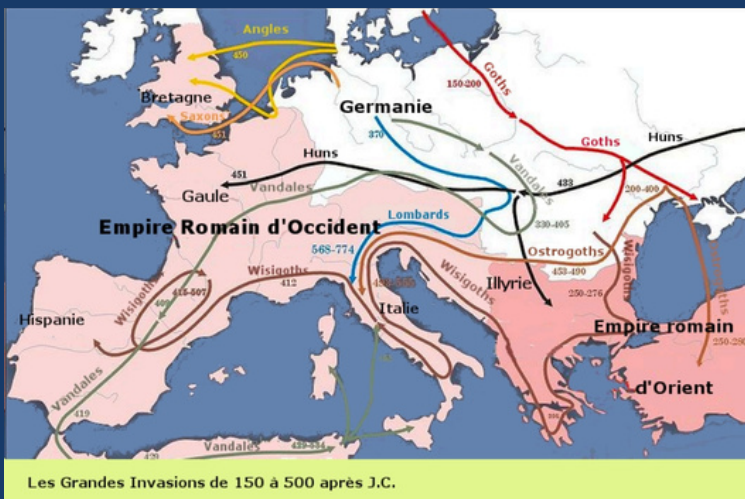 Angles
450
Bretagne
Saxons
451
Germanie
370
Goths
150-200
Goths
Huns
Huns
451
Vandales
Vandales
433
200-400
Gaule
330-405
Empire Romain d'Occident
Lombards
568-774
Ostrogoths
453-490
Wisigoths
412
Wisigoths
Wisigoths
Illyrie
250-276
Wisigoths
409
Hispanie
Italie
Empire romain
d'Orient
Vandales
419
Vandales
Les Grandes Invasions de 150 à 500 après J.C.